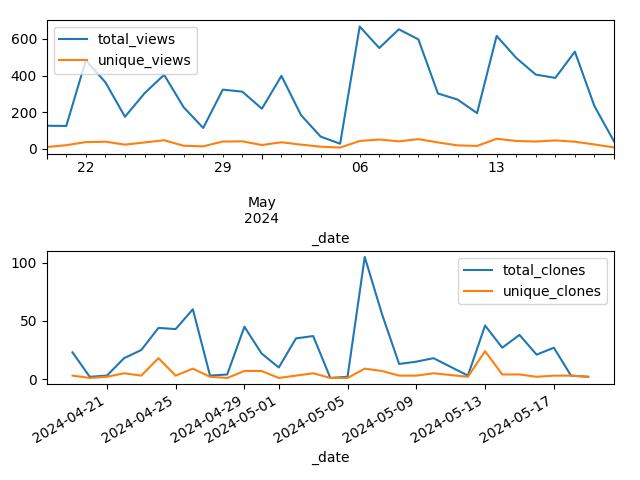 total_views
unique_views
600
400
200
0
22
29
06
13
May
2024
_date
total_clones
unique_clones
100
50
0
2024-04-21
2024-04-25
2024-04-29
2024-05-01
2024-05-05
2024-05-09
2024-05-13
2024-05-17
_date